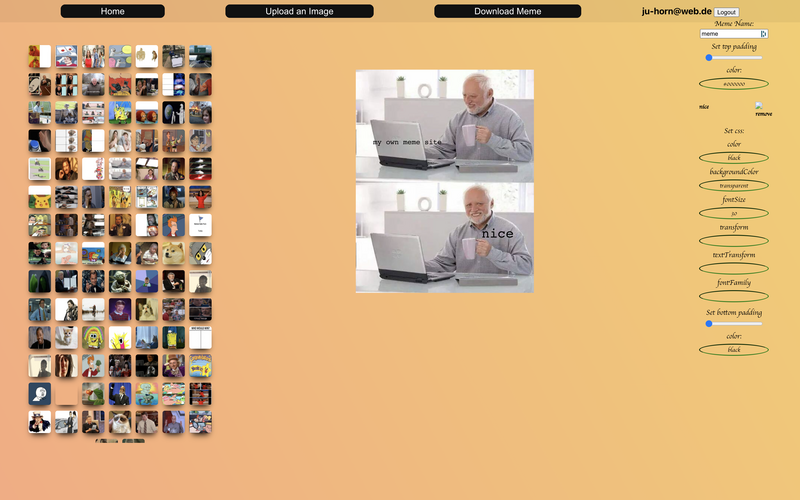 Home
Upload an Image
Download Meme
ju-horn@web.de
Logout
Meme Name:
meme
Set top padding
color:
#000000
nice
remove
Set css:
color
black
backgroundColor
transparent
fontSize
30
transform
textTransform
fontFamily
Set bottom padding
color:
black
my own meme site
nice